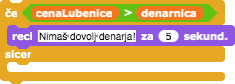 če cenaLubenice > denarnica
reci Nimaš dovolj denarja! za 5 sekund.
sicer